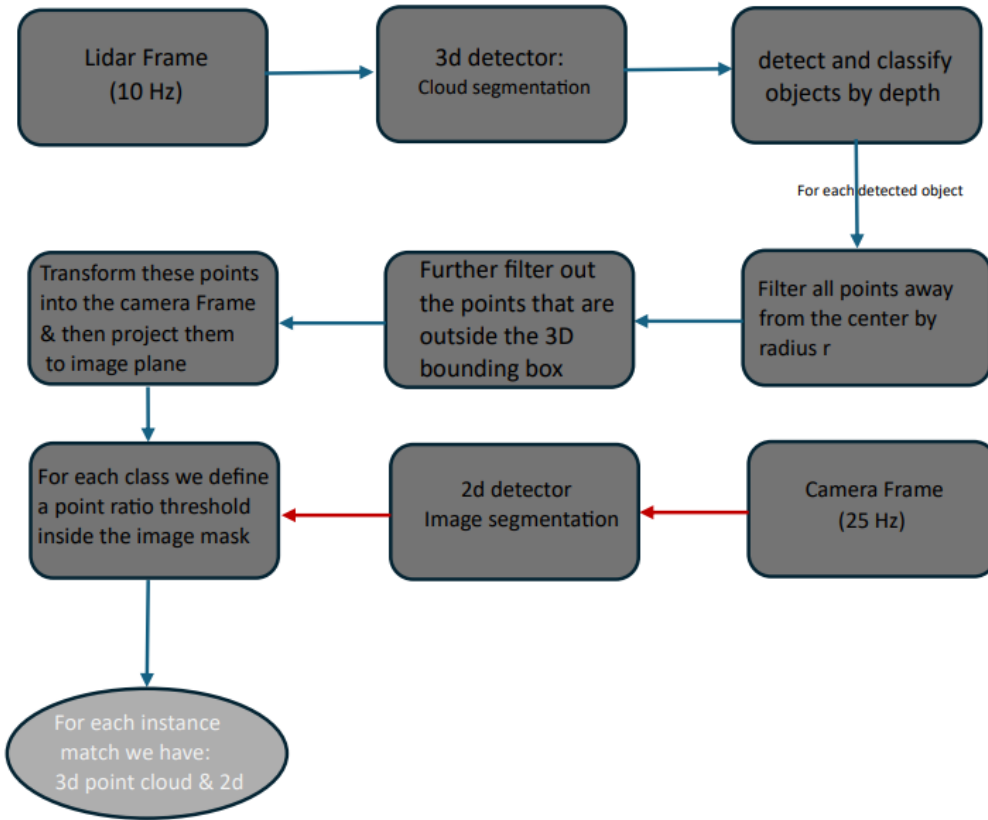 Lidar Frame
(10 Hz)
3d detector:
Cloud segmentation
detect and classify
objects by depth
For each detected object
Transform these points
into the camera Frame
& then project them
to image plane
Further filter out
the points that are
outside the 3D
bounding box
Filter all points away
from the center by
radius r
For each class we define
a point ratio threshold
inside the image mask
2d detector
Image segmentation
Camera Frame
(25 Hz)
For each instance
match we have:
3d point cloud & 2d